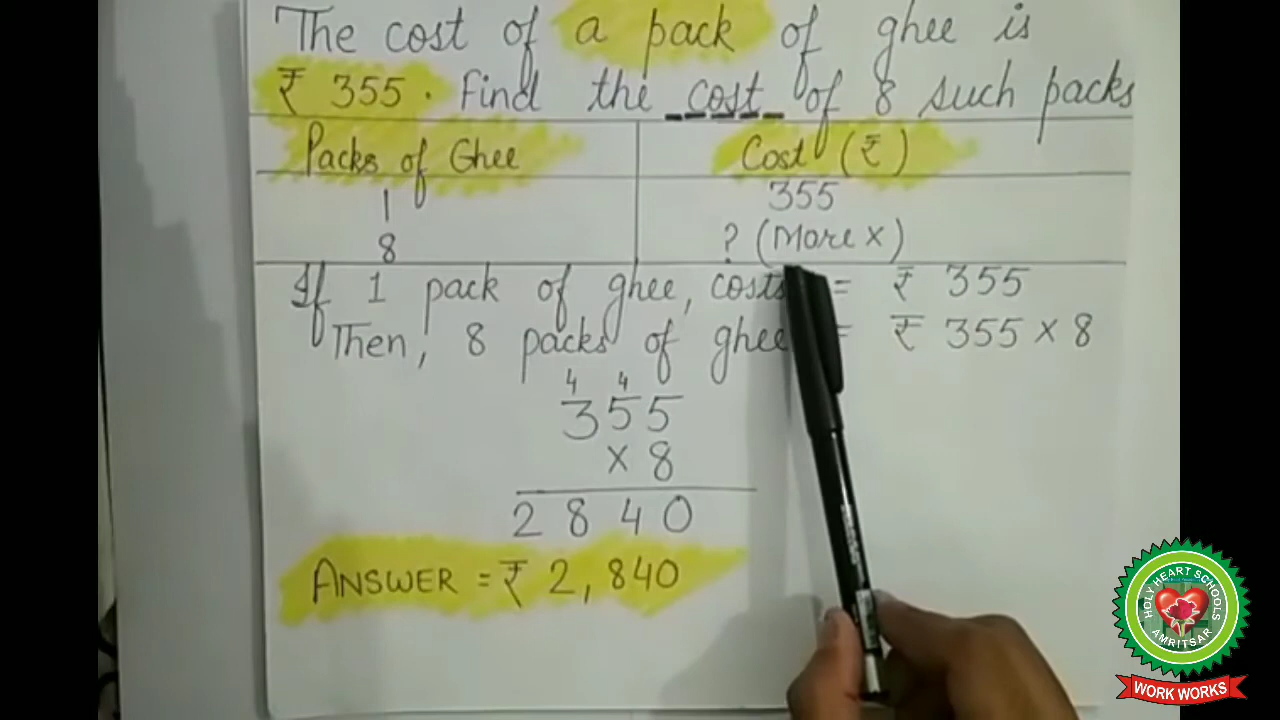 The cost of a pack of ghee is
₹ 355. Find the cost of 8 such packs
Packs of Ghee Cost (₹)
1 355
8 ? (More ×)
If 1 pack of ghee, costs = ₹ 355
Then, 8 packs of ghee = ₹ 355 × 8
4 4
355
× 8
2840
ANSWER = ₹ 2,840
HOLY HEART SCHOOLS
AMRITSAR
WORK WORKS